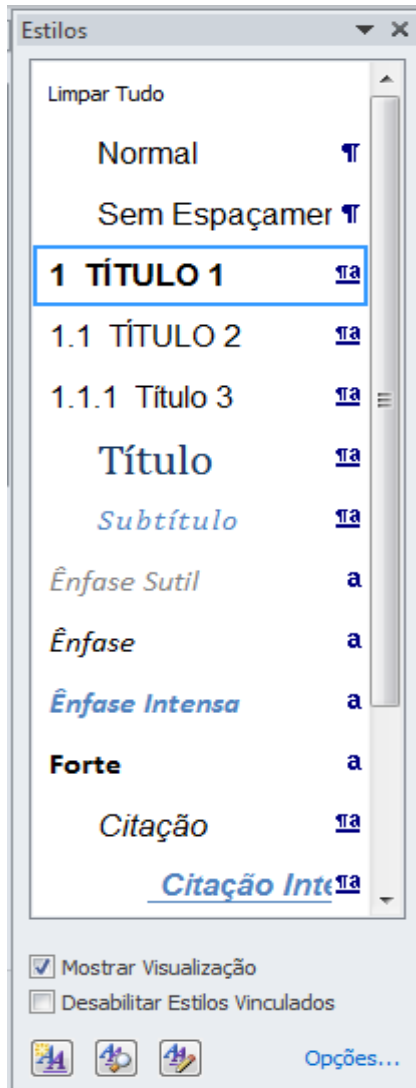 Estilos
Limpar Tudo
Normal ¶
Sem Espaçamer ¶
1 TÍTULO 1 ¶a
1.1 TÍTULO 2 ¶a
1.1.1 Título 3 ¶a
Título ¶a
Subtítulo ¶a
Ênfase Sutil a
Ênfase a
Ênfase Intensa a
Forte a
Citação ¶a
Citação Inte ¶a
Mostrar Visualização
Desabilitar Estilos Vinculados
Opções...